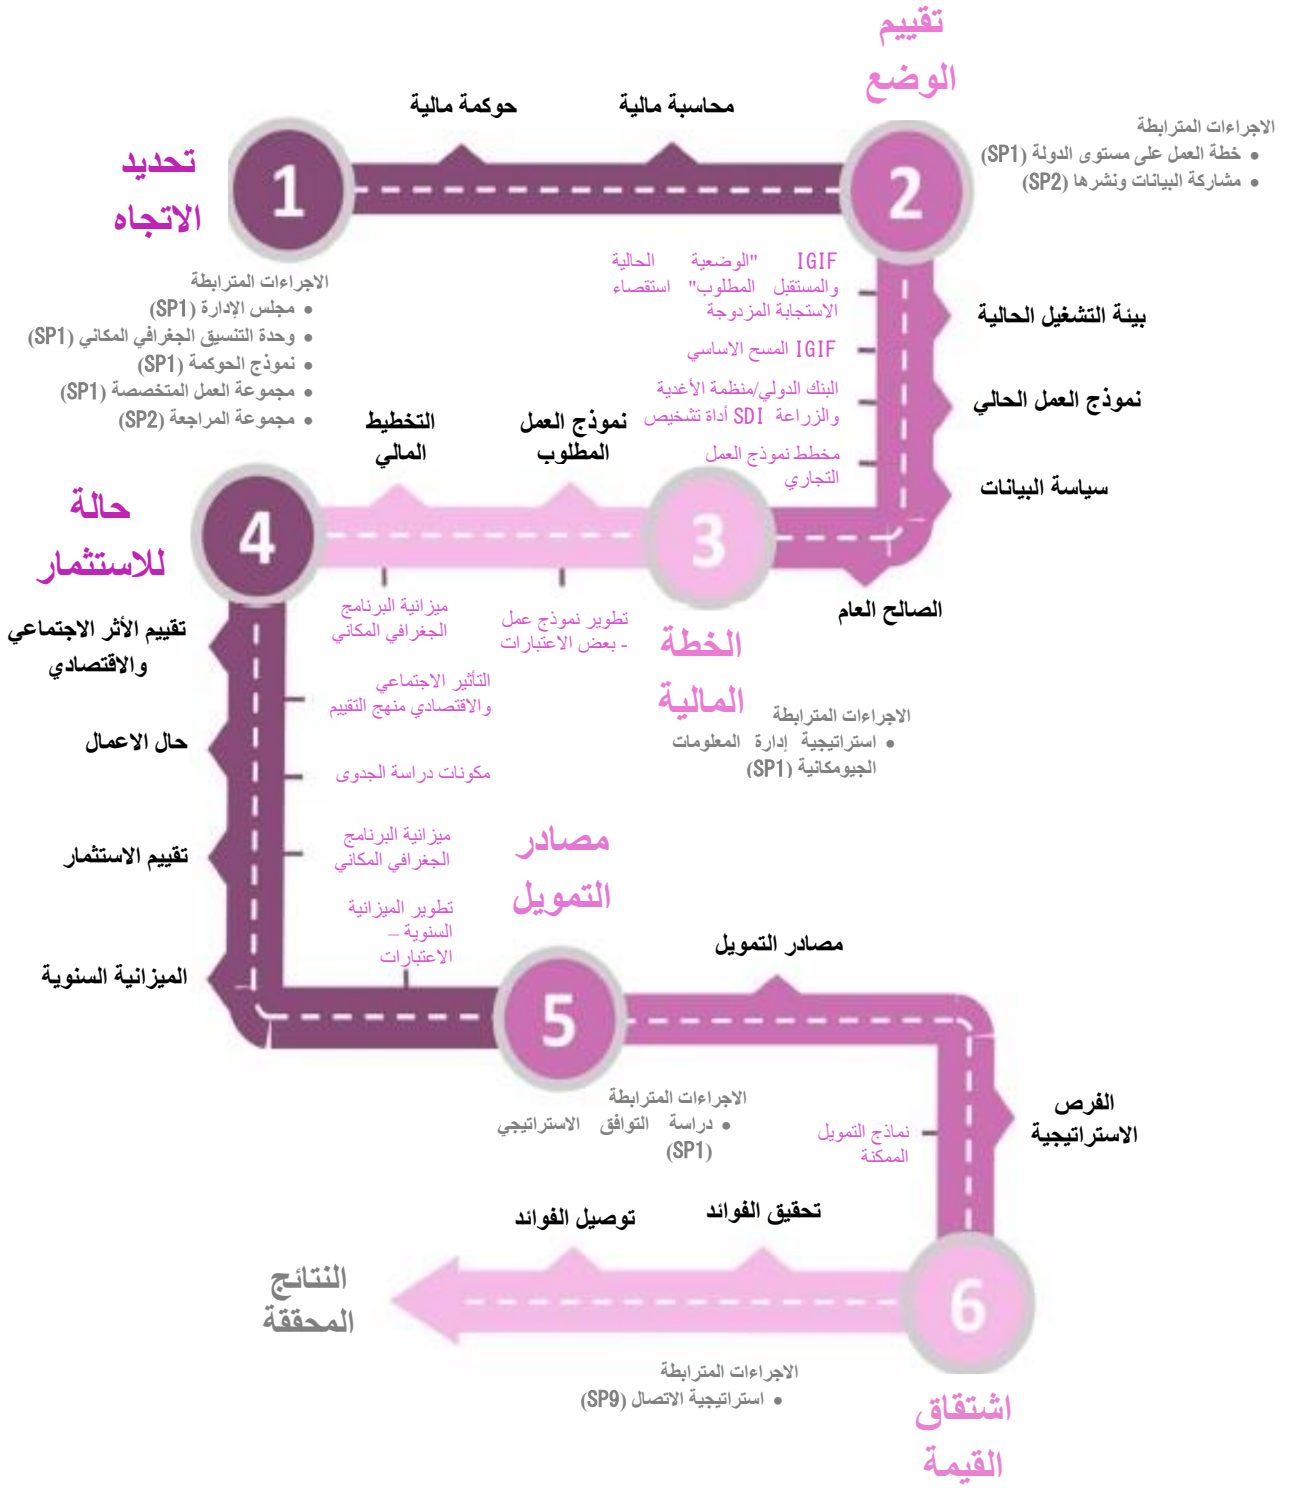 تقييم
الوضع
محاسبة مالية
حوكمة مالية
الاجراءات المترابطة
• خطة العمل على مستوى الدولة (SP1)
• مشاركة البيانات ونشرها (SP2)
تحديد
الاتجاه
1
2
الاجراءات المترابطة
• مجلس الإدارة (SP1)
• وحدة التنسيق الجغرافي المكاني (SP1)
• نموذج الحوكمة (SP1)
• مجموعة العمل المتخصصة (SP1)
• مجموعة المراجعة (SP2)
IGIF "الوضعية الحالية
والمستقبل المطلوب" استقصاء
الاستجابة المزدوجة
IGIF المسح الاساسي
البنك الدولي/منظمة الأغدية
والزراعة SDI أداة تشخيص
مخطط نموذج العمل
التجاري
بيئة التشغيل الحالية
نموذج العمل الحالي
سياسة البيانات
الصالح العام
نموذج العمل
المطلوب
التخطيط
المالي
3
4
الخطة
المالية
تطوير نموذج عمل
- بعض الاعتبارات
ميزانية البرنامج
الجغرافي المكاني
الاجراءات المترابطة
• استراتيجية إدارة المعلومات
الجيومكانية (SP1)
حالة
للاستثمار
تقييم الأثر الاجتماعي
والاقتصادي
حال الاعمال
تقييم الاستثمار
الميزانية السنوية
التأثير الاجتماعي
والاقتصادي منهج التقييم
مكونات دراسة الجدوى
ميزانية البرنامج
الجغرافي المكاني
تطوير الميزانية
السنوية –
الاعتبارات
مصادر
التمويل
5
مصادر التمويل
الاجراءات المترابطة
• دراسة التوافق الاستراتيجي
(SP1)
الفرص
الاستراتيجية
نماذج التمويل
الممكنة
6
تحقيق الفوائد
توصيل الفوائد
النتائج
المحققة
الاجراءات المترابطة
• استراتيجية الاتصال (SP9)
اشتقاق
القيمة